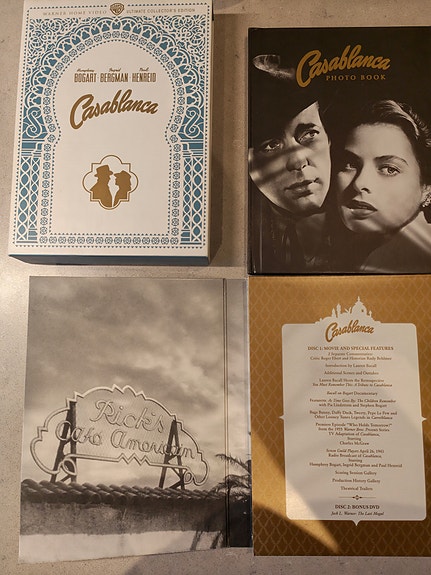 WARNER HOME VIDEO
ULTIMATE COLLECTOR'S EDITION
Humphrey Ingrid Paul
BOGART BERGMAN HENREID
Casablanca
Casablanca
PHOTO BOOK
Rick's
Café Americain
Casablanca
DISC 1: MOVIE AND SPECIAL FEATURES
2 Separate Commentaries:
Critic Roger Ebert and Historian Rudy Behlmer
Introduction by Lauren Bacall
Additional Scenes and Outtakes
Lauren Bacall Hosts the Retrospective
You Must Remember This: A Tribute to Casablanca
Bacall on Bogart Documentary
Featurette As Time Goes By: The Children Remember
with Pia Lindstrom and Stephen Bogart
Bugs Bunny, Daffy Duck, Tweety, Pepe Le Pew and
Other Looney Tunes Legends in Carrotblanca
Premiere Episode "Who Holds Tomorrow?"
from the 1955 Warner Bros. Presents Series
TV Adaptation of Casablanca,
Starring
Charles McGraw
Screen Guild Players April 26, 1943
Radio Broadcast of Casablanca,
Starring
Humphrey Bogart, Ingrid Bergman and Paul Henreid
Scoring Session Gallery
Production History Gallery
Theatrical Trailers
DISC 2: BONUS DVD
Jack L. Warner: The Last Mogul